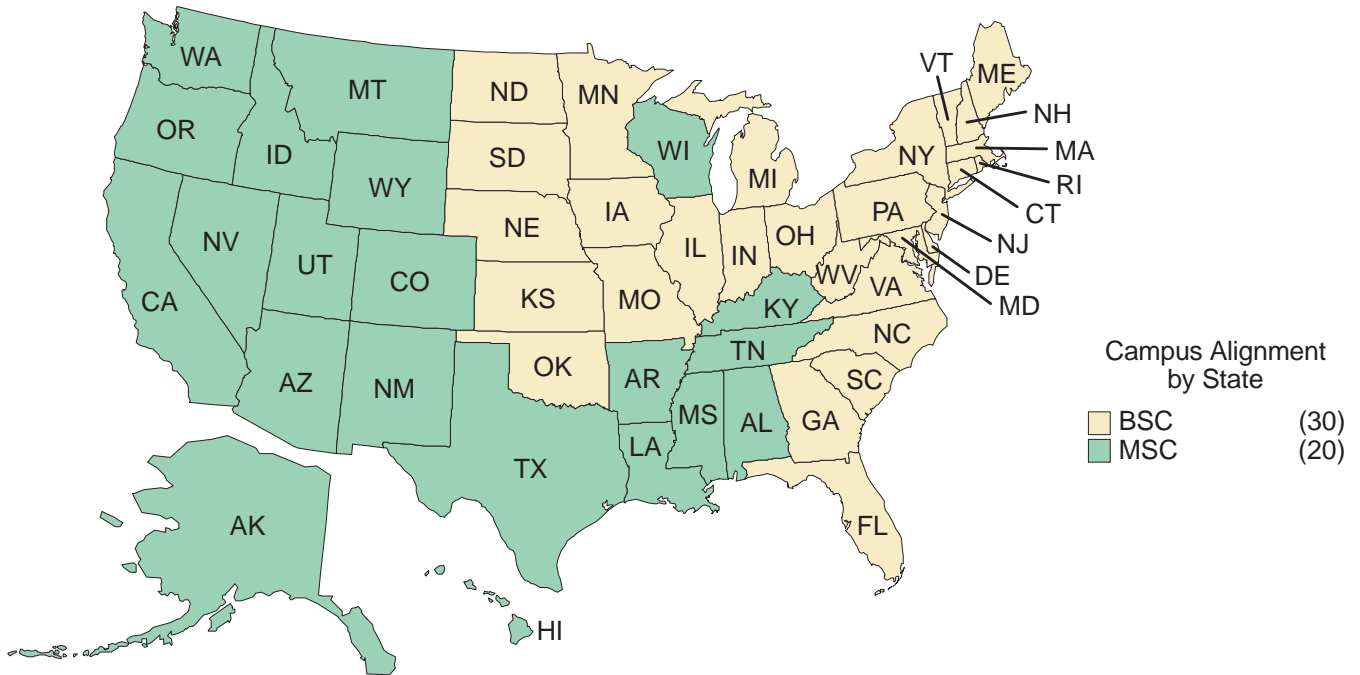 WA
MT
ND
MN
VT
ME
NH
OR
ID
SD
WI
MA
WY
MI
NY
RI
CT
NV
NE
IA
PA
NJ
UT
CO
IL
IN
OH
DE
CA
KS
MO
WV
VA
MD
KY
AZ
NM
OK
AR
TN
NC
SC
MS
AL
GA
TX
LA
FL
AK
HI
Campus Alignment
by State
BSC (30)
MSC (20)